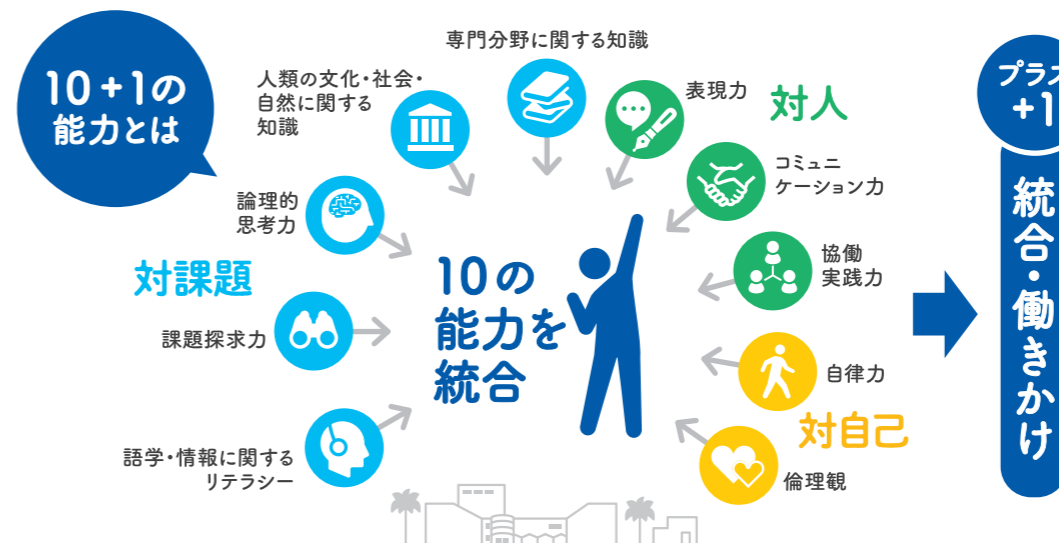 10+1の
能力とは
専門分野に関する知識
人類の文化・社会・
自然に関する
知識
表現力
対人
コミュニ
ケーション力
論理的
思考力
協働
実践力
対課題
10の
能力を
統合
課題探求力
自律力
対自己
語学・情報に関する
リテラシー
倫理観
プラス
+1
統合・働きかけ